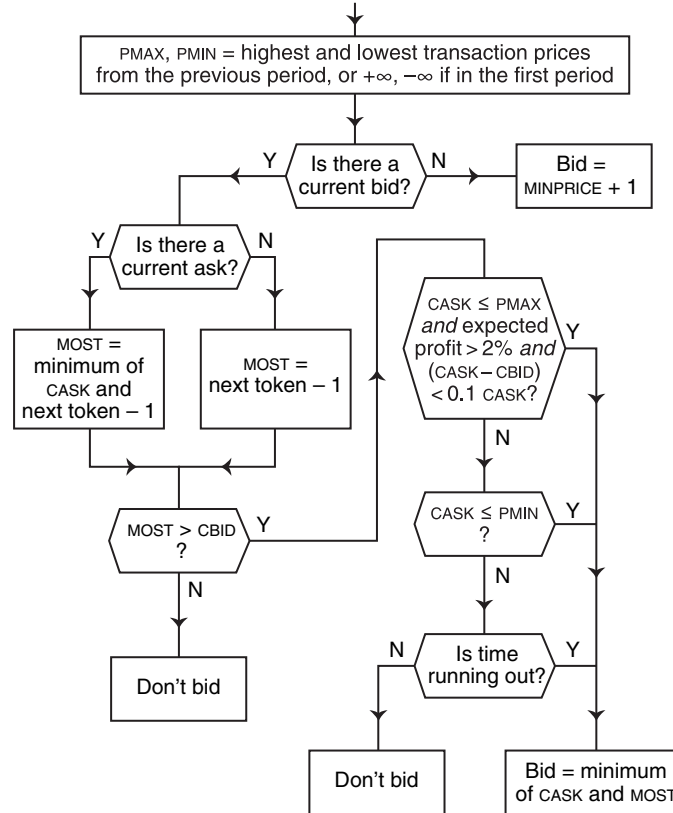 PMAX, PMIN = highest and lowest transaction prices
from the previous period, or +∞, −∞ if in the first period
Is there a
current bid?
Y
N
Bid =
MINPRICE + 1
Is there a
current ask?
Y
N
MOST =
minimum of
CASK and
next token – 1
MOST =
next token – 1
CASK ≤ PMAX
and expected
profit > 2% and
(CASK – CBID)
< 0.1 CASK?
Y
N
MOST > CBID
?
Y
N
CASK ≤ PMIN
?
Y
N
Don't bid
Is time
running out?
N
Y
Don't bid
Bid = minimum
of CASK and MOST